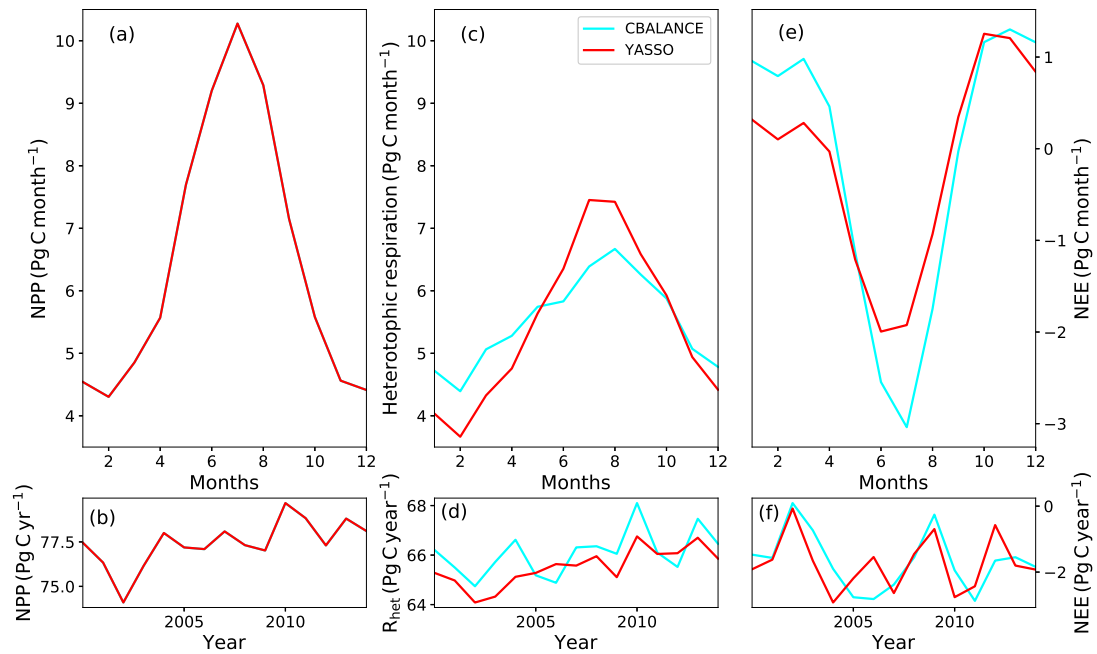 (a)
NPP (Pg C month⁻¹)
10
9
8
7
6
5
4
2 4 6 8 10 12
Months
(c)
CBALANCE
YASSO
Heterotophic respiration (Pg C month⁻¹)
10
9
8
7
6
5
4
2 4 6 8 10 12
Months
(e)
1
0
−1
−2
−3
NEE (Pg C month⁻¹)
2 4 6 8 10 12
Months
(b)
NPP (Pg C yr⁻¹)
77.5
75.0
2005 2010
Year
(d)
R_het (Pg C year⁻¹)
68
66
64
2005 2010
Year
(f)
0
−2
NEE (Pg C year⁻¹)
2005 2010
Year